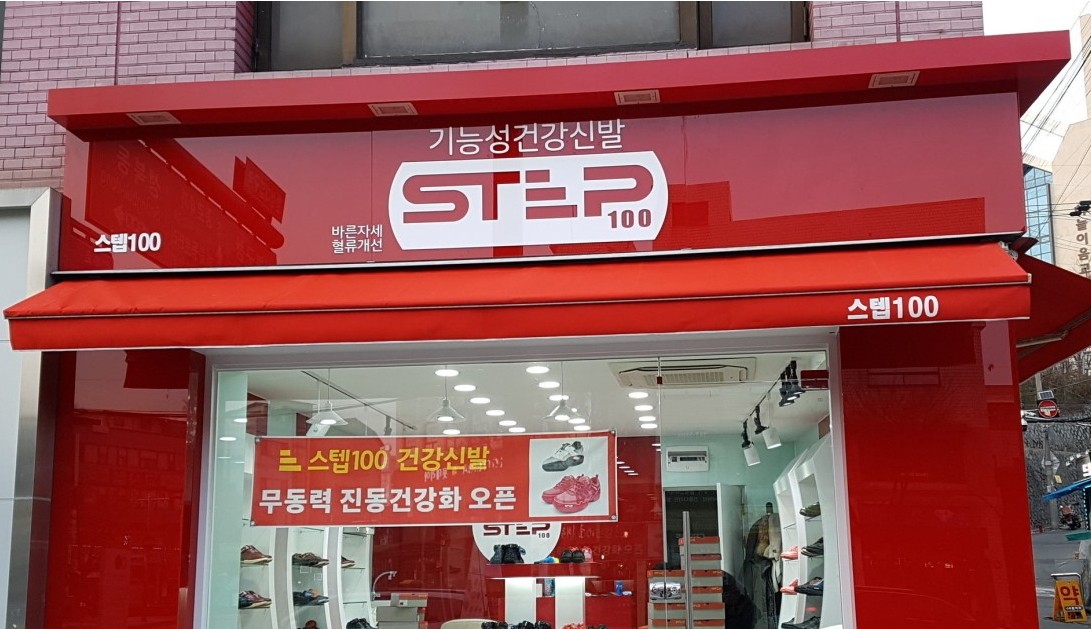 기능성건강신발
STEP
100
바른자세
혈류개선
스텝100
스텝100
스텝100 건강신발
무동력 진동건강화 오픈
STEP
100
약